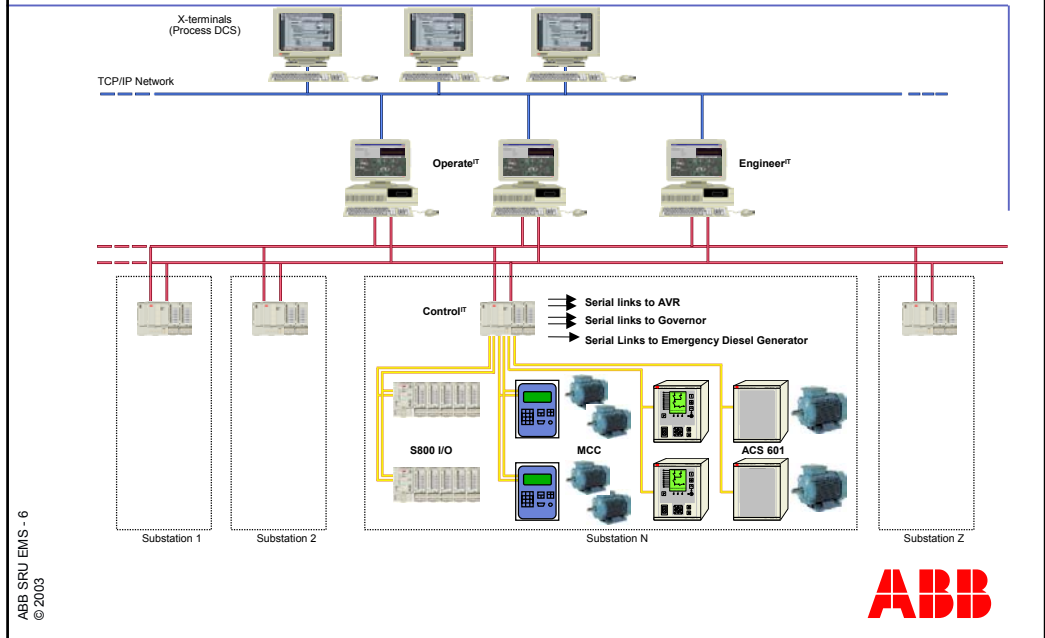 X-terminals
(Process DCS)
TCP/IP Network
Operateᴵᵀ
Engineerᴵᵀ
Controlᴵᵀ
Serial links to AVR
Serial links to Governor
Serial Links to Emergency Diesel Generator
S800 I/O
MCC
ACS 601
Substation 1
Substation 2
Substation N
Substation Z
ABB SRU EMS - 6
© 2003
ABB